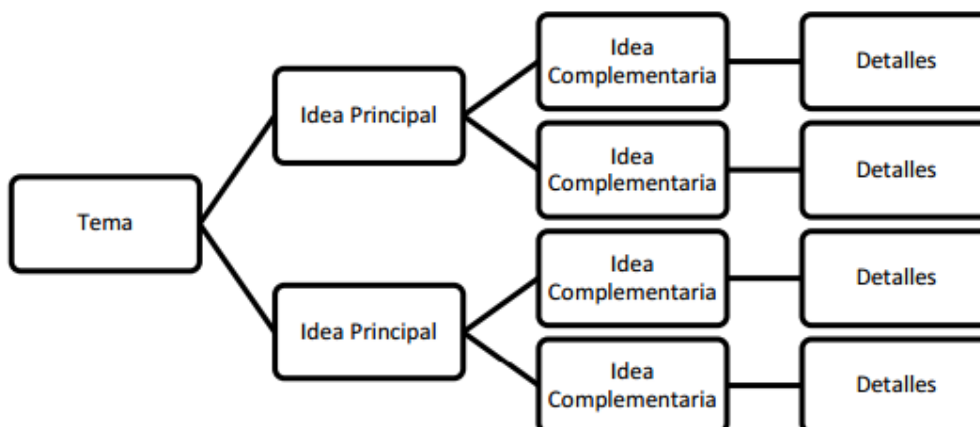 Tema
Idea Principal
Idea
Complementaria
Detalles
Idea
Complementaria
Detalles
Idea Principal
Idea
Complementaria
Detalles
Idea
Complementaria
Detalles